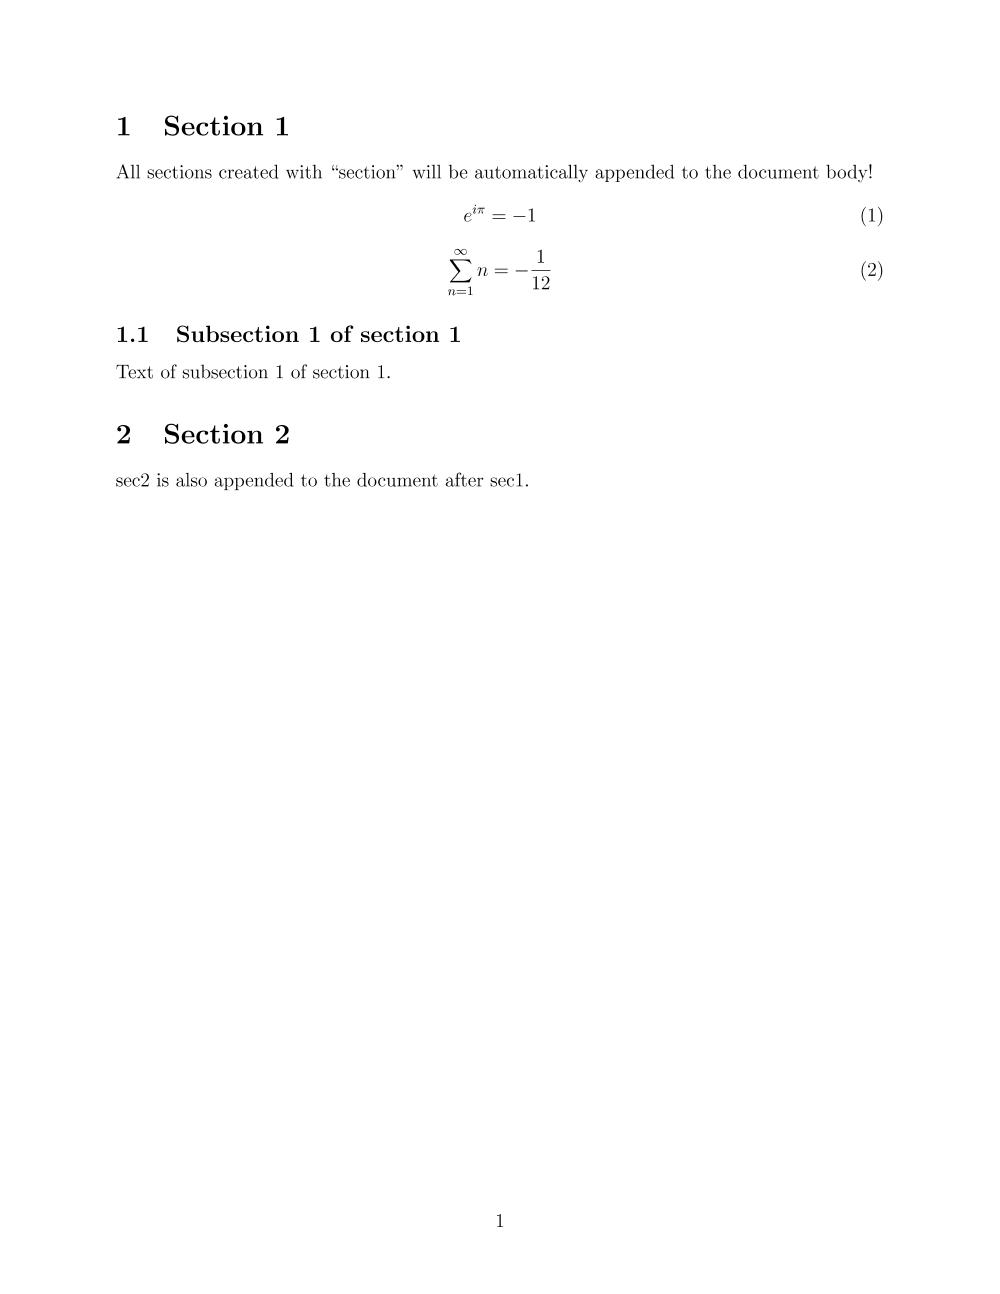 1 Section 1
All sections created with “section” will be automatically appended to the document body!
e^{iπ} = −1 (1)
\sum_{n=1}^{∞} n = −\frac{1}{12} (2)
1.1 Subsection 1 of section 1
Text of subsection 1 of section 1.
2 Section 2
sec2 is also appended to the document after sec1.
1